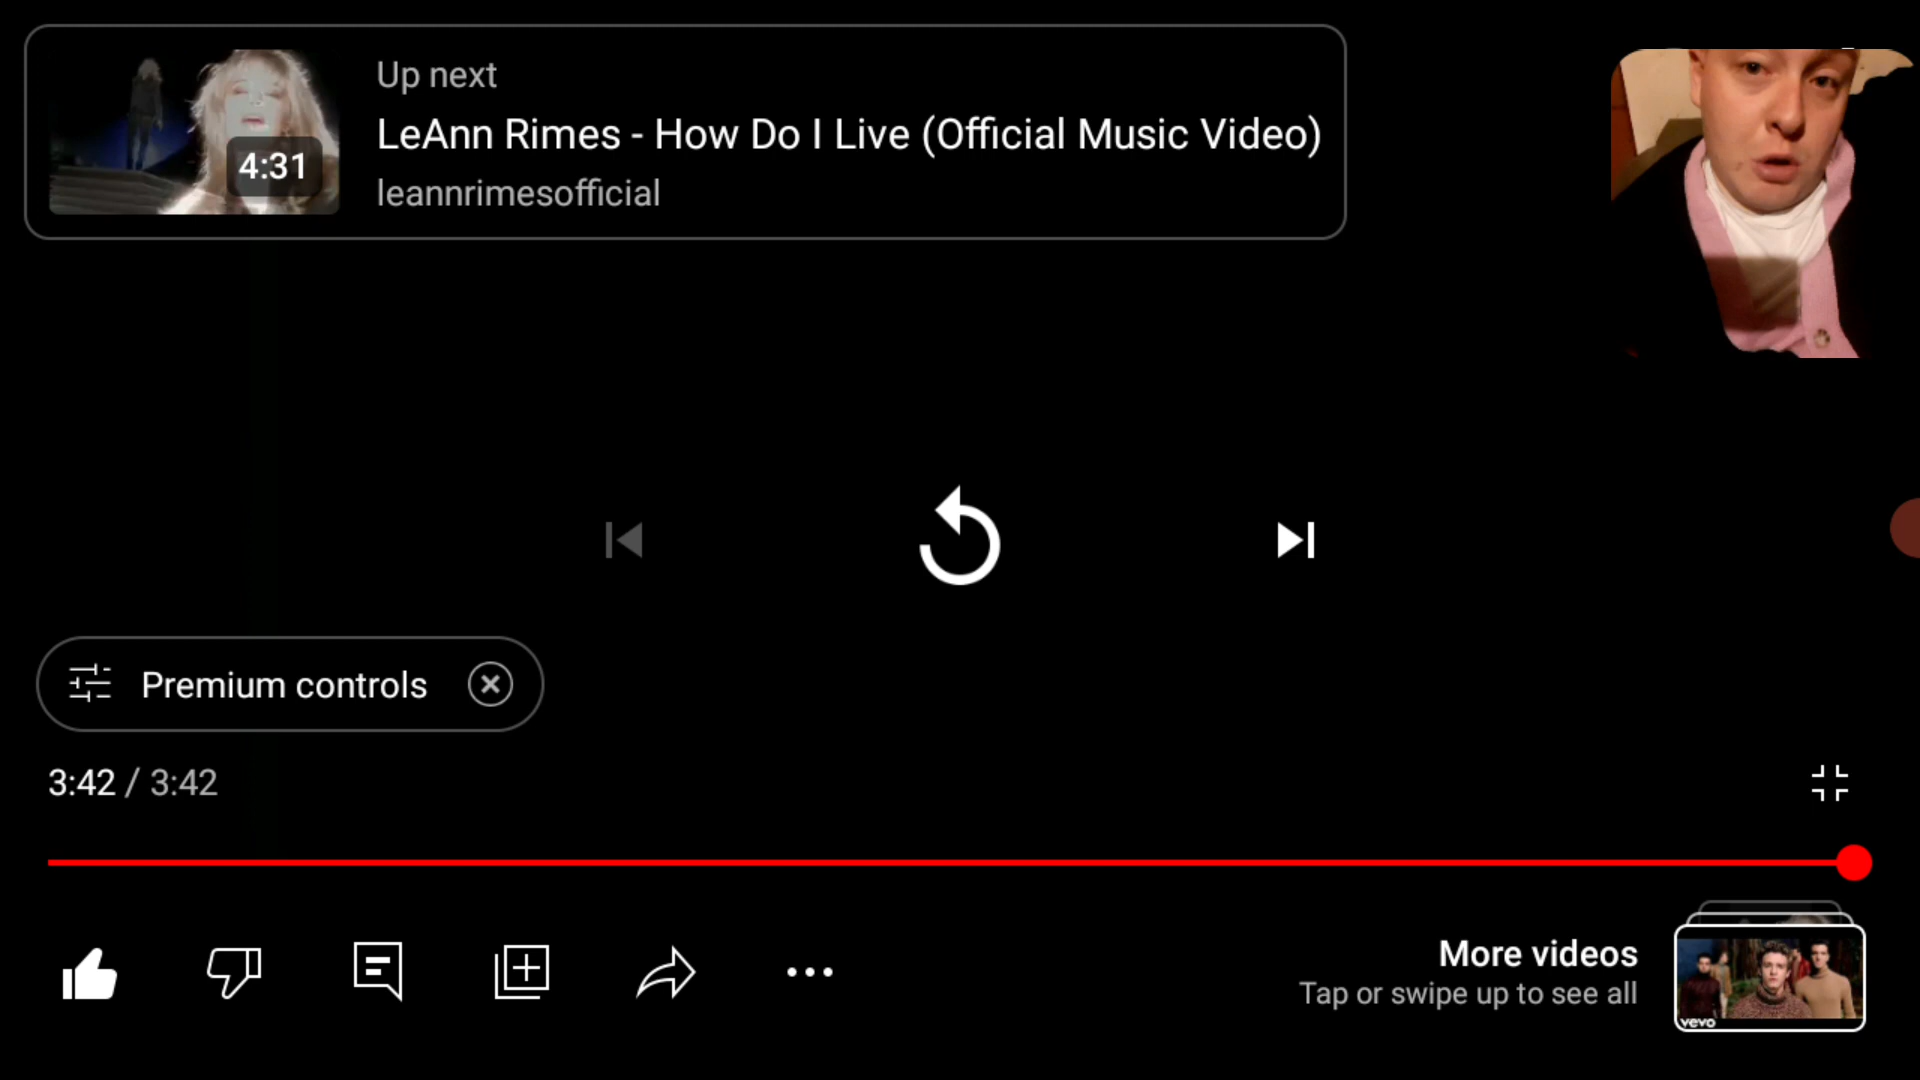 Up next
LeAnn Rimes - How Do I Live (Official Music Video)
4:31
leannrimesofficial
Premium controls
3:42 / 3:42
More videos
Tap or swipe up to see all
vevo